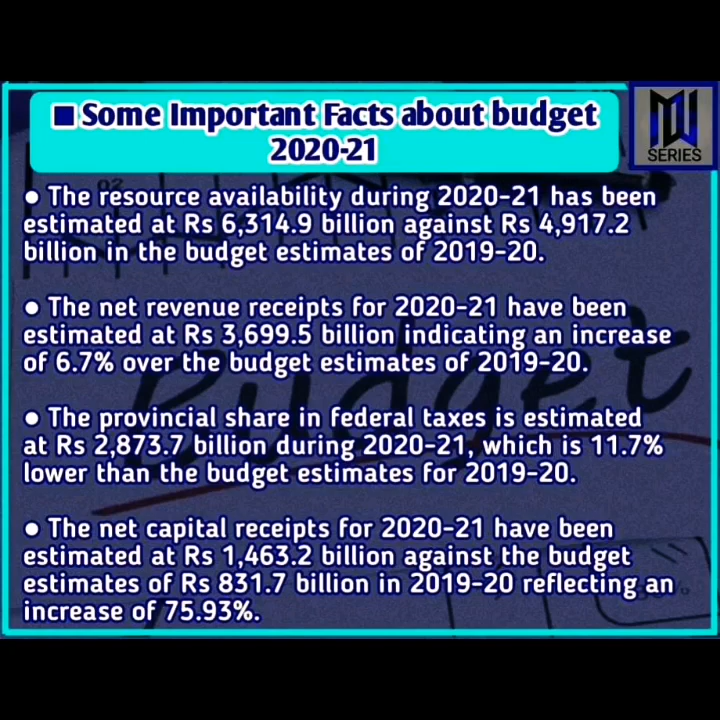 ■ Some Important Facts about budget
2020-21
SERIES
● The resource availability during 2020-21 has been
estimated at Rs 6,314.9 billion against Rs 4,917.2
billion in the budget estimates of 2019-20.
● The net revenue receipts for 2020-21 have been
estimated at Rs 3,699.5 billion indicating an increase
of 6.7% over the budget estimates of 2019-20.
● The provincial share in federal taxes is estimated
at Rs 2,873.7 billion during 2020-21, which is 11.7%
lower than the budget estimates for 2019-20.
● The net capital receipts for 2020-21 have been
estimated at Rs 1,463.2 billion against the budget
estimates of Rs 831.7 billion in 2019-20 reflecting an
increase of 75.93%.
Budget